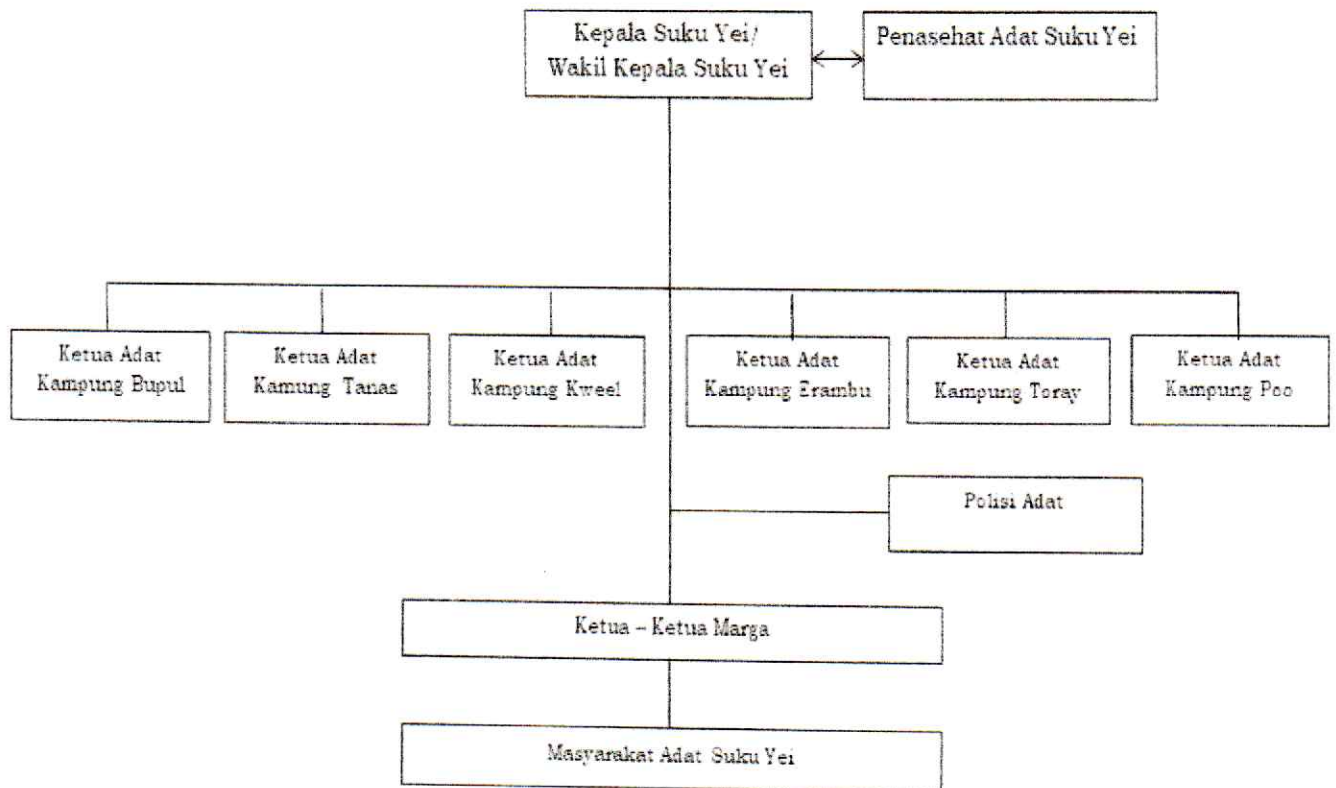 Kepala Suku Yei/
Wakil Kepala Suku Yei
Penasehat Adat Suku Yei
Ketua Adat
Kampung Bupul
Ketua Adat
Kamung Tanas
Ketua Adat
Kampung Kweel
Ketua Adat
Kampung Erambu
Ketua Adat
Kampung Toray
Ketua Adat
Kampung Poo
Polisi Adat
Ketua – Ketua Marga
Masyarakat Adat Suku Yei